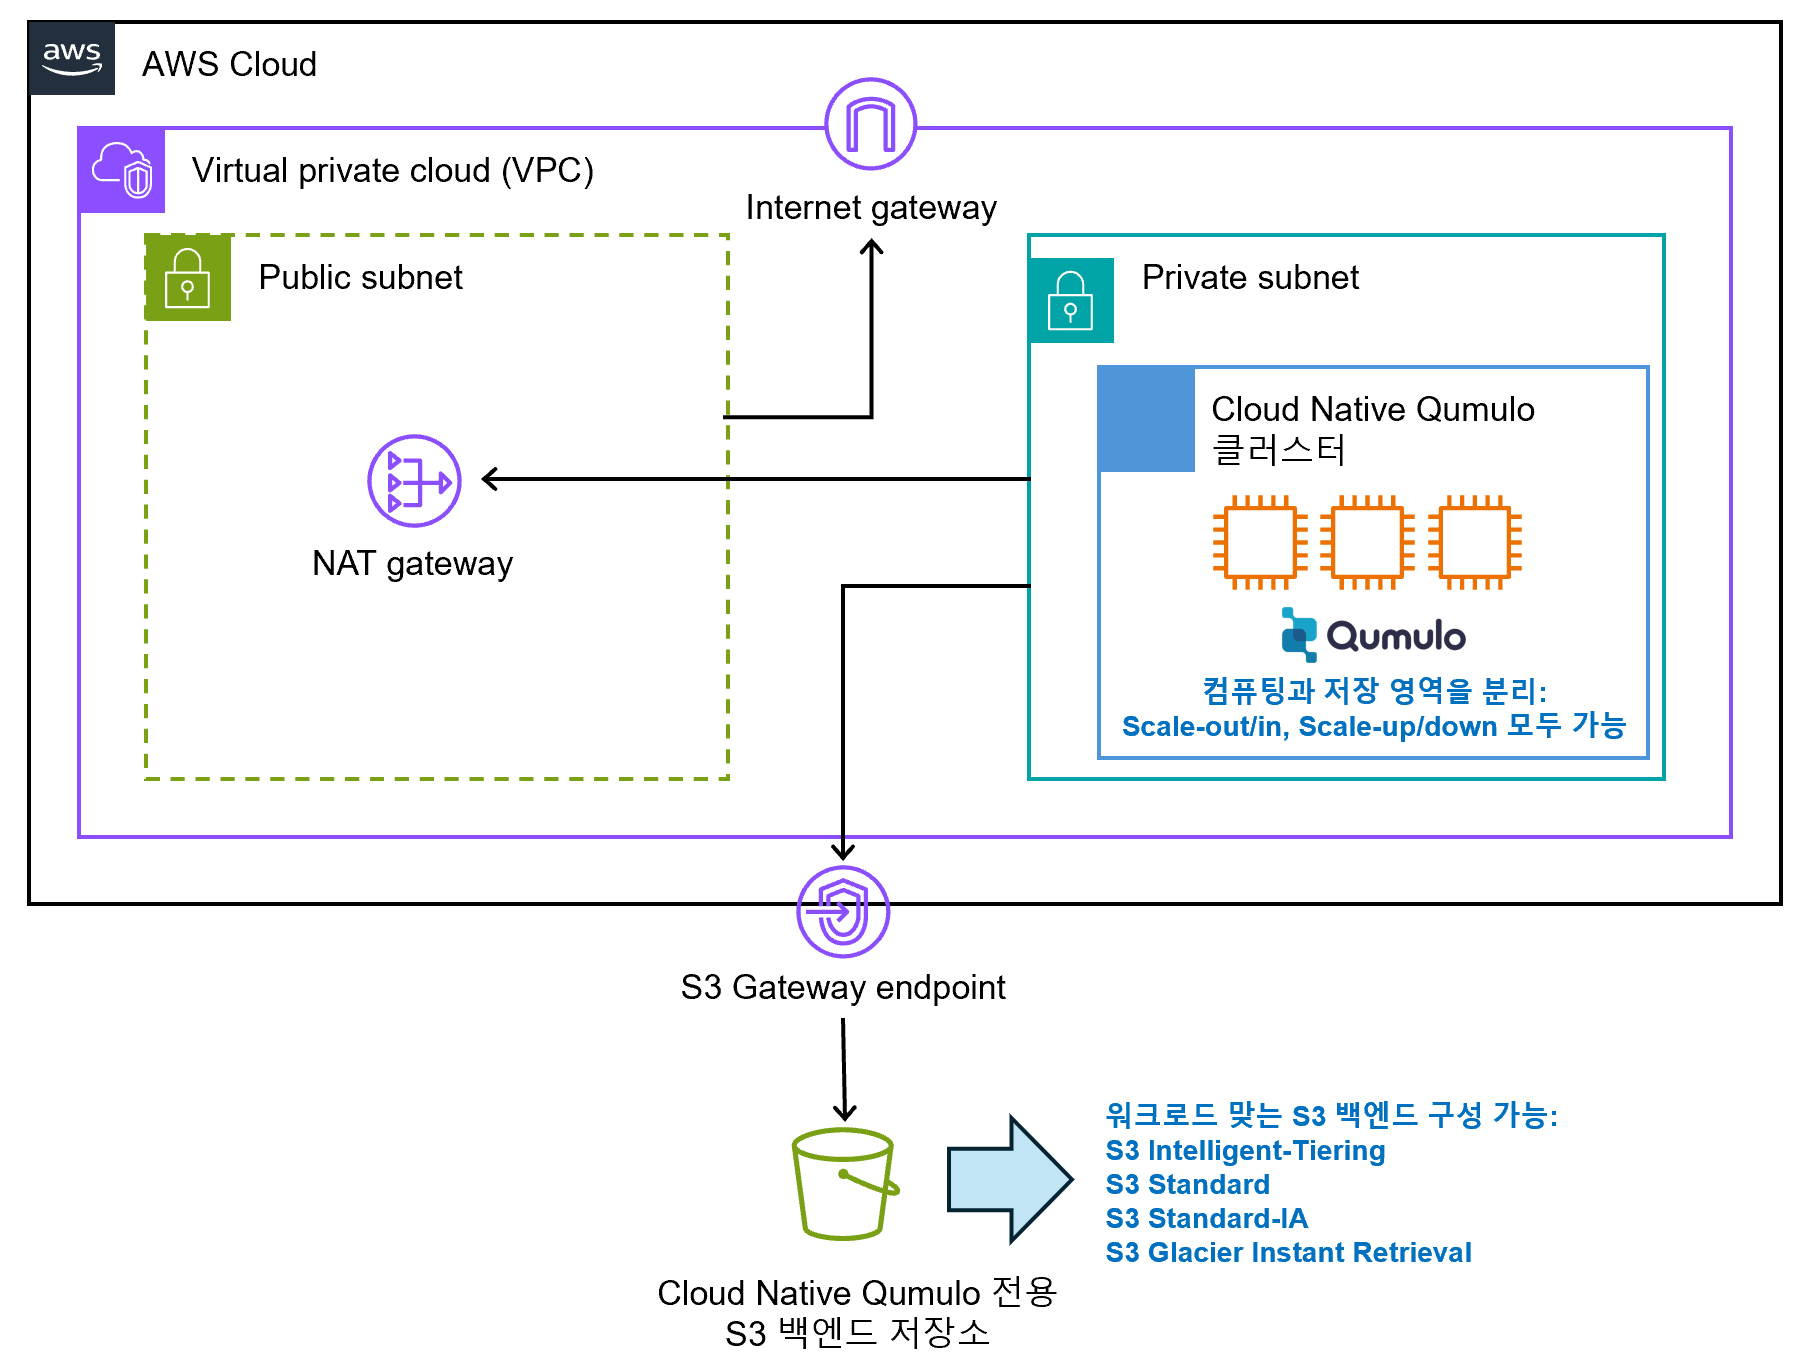 aws
AWS Cloud
Virtual private cloud (VPC)
Internet gateway
Public subnet
Private subnet
Cloud Native Qumulo
클러스터
NAT gateway
Qumulo
컴퓨팅과 저장 영역을 분리:
Scale-out/in, Scale-up/down 모두 가능
S3 Gateway endpoint
워크로드 맞는 S3 백엔드 구성 가능:
S3 Intelligent-Tiering
S3 Standard
S3 Standard-IA
S3 Glacier Instant Retrieval
Cloud Native Qumulo 전용
S3 백엔드 저장소